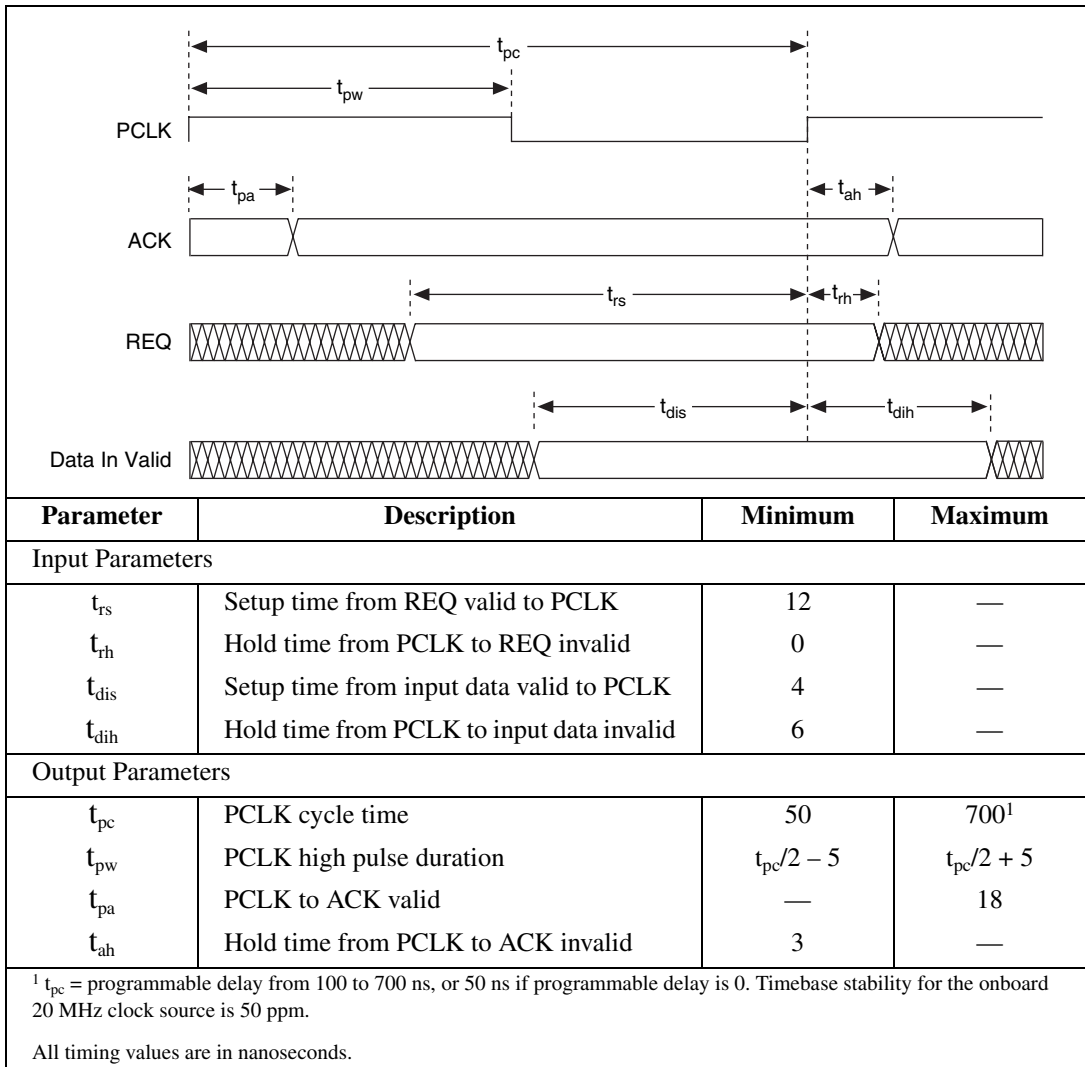 t_pc
t_pw
PCLK
t_pa
t_ah
ACK
t_rs
t_rh
REQ
t_dis
t_dih
Data In Valid
Parameter Description Minimum Maximum
Input Parameters
t_rs Setup time from REQ valid to PCLK 12 —
t_rh Hold time from PCLK to REQ invalid 0 —
t_dis Setup time from input data valid to PCLK 4 —
t_dih Hold time from PCLK to input data invalid 6 —
Output Parameters
t_pc PCLK cycle time 50 700¹
t_pw PCLK high pulse duration t_pc/2 – 5 t_pc/2 + 5
t_pa PCLK to ACK valid — 18
t_ah Hold time from PCLK to ACK invalid 3 —
¹ t_pc = programmable delay from 100 to 700 ns, or 50 ns if programmable delay is 0. Timebase stability for the onboard
20 MHz clock source is 50 ppm.
All timing values are in nanoseconds.